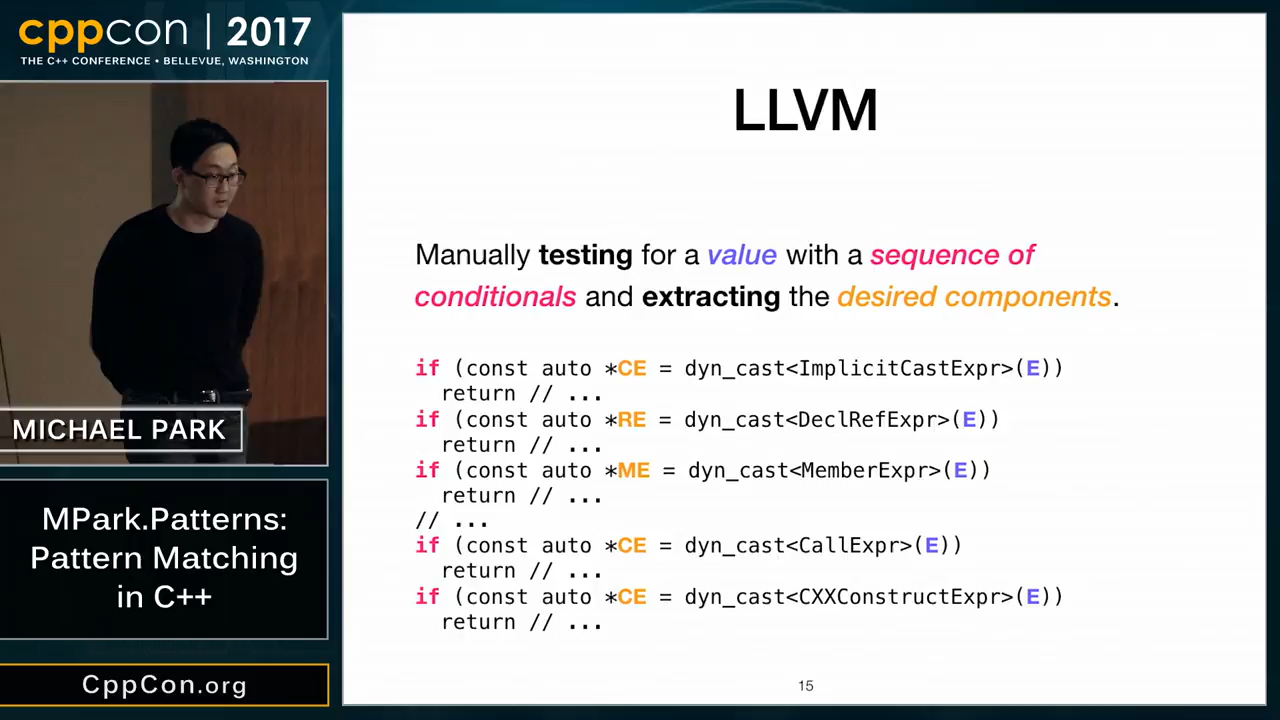 cppcon | 2017
THE C++ CONFERENCE • BELLEVUE, WASHINGTON
MICHAEL PARK
MPark.Patterns:
Pattern Matching
in C++
CppCon.org
LLVM
Manually testing for a value with a sequence of
conditionals and extracting the desired components.
if (const auto *CE = dyn_cast<ImplicitCastExpr>(E))
  return // ...
if (const auto *RE = dyn_cast<DeclRefExpr>(E))
  return // ...
if (const auto *ME = dyn_cast<MemberExpr>(E))
  return // ...
// ...
if (const auto *CE = dyn_cast<CallExpr>(E))
  return // ...
if (const auto *CE = dyn_cast<CXXConstructExpr>(E))
  return // ...
15